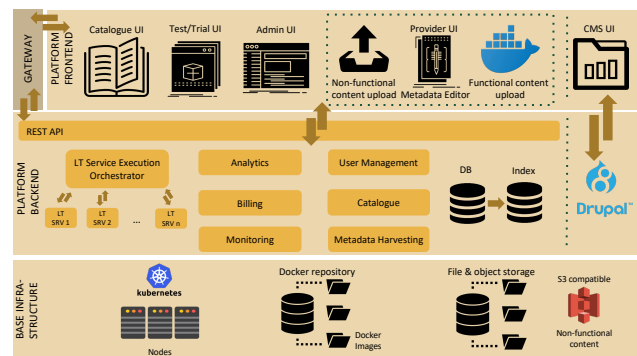 GATEWAY
PLATFORM
FRONTEND
Catalogue UI
Test/Trial UI
Admin UI
Provider UI
CMS UI
Non-functional
content upload
Metadata Editor
Functional content
upload
REST API
PLATFORM
BACKEND
LT Service Execution
Orchestrator
LT
SRV 1
LT
SRV 2
...
LT
SRV n
Analytics
User Management
Billing
Catalogue
Monitoring
Metadata Harvesting
DB
Index
Drupal™
BASE INFRA-
STRUCTURE
kubernetes
Nodes
Docker repository
Docker
Images
File & object storage
S3 compatible
Non-functional
content